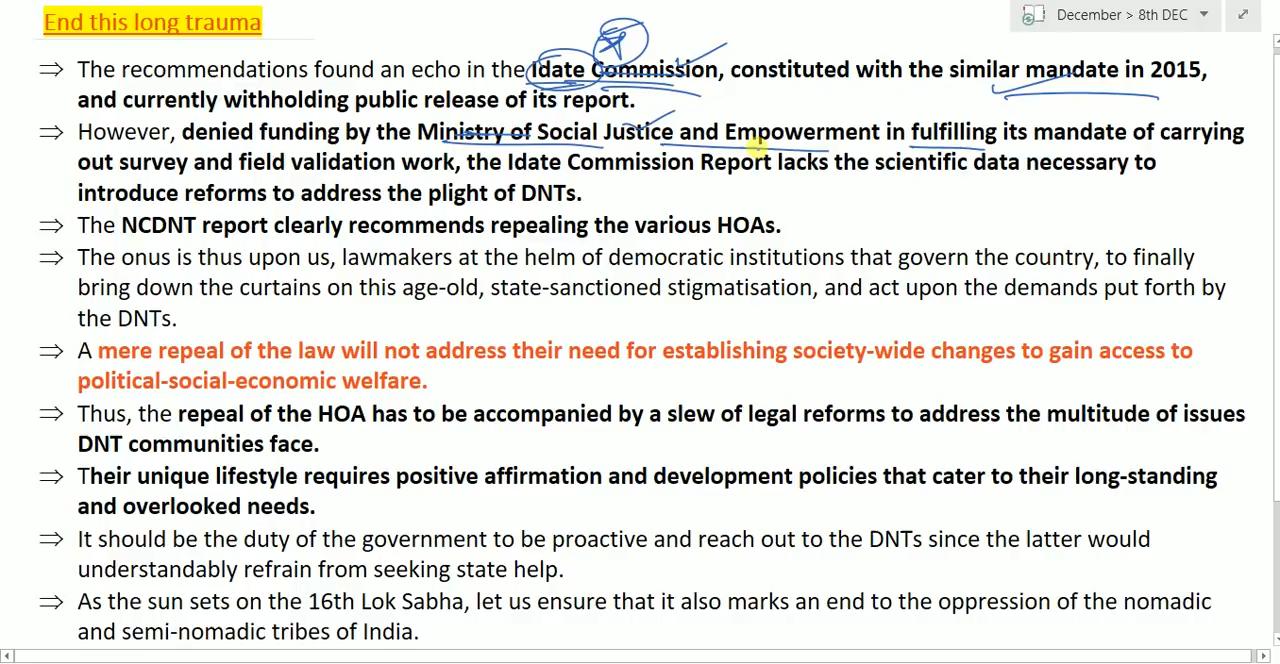 End this long trauma
December > 8th DEC
⇒ The recommendations found an echo in the Idate Commission, constituted with the similar mandate in 2015,
and currently withholding public release of its report.
⇒ However, denied funding by the Ministry of Social Justice and Empowerment in fulfilling its mandate of carrying
out survey and field validation work, the Idate Commission Report lacks the scientific data necessary to
introduce reforms to address the plight of DNTs.
⇒ The NCDNT report clearly recommends repealing the various HOAs.
⇒ The onus is thus upon us, lawmakers at the helm of democratic institutions that govern the country, to finally
bring down the curtains on this age-old, state-sanctioned stigmatisation, and act upon the demands put forth by
the DNTs.
⇒ A mere repeal of the law will not address their need for establishing society-wide changes to gain access to
political-social-economic welfare.
⇒ Thus, the repeal of the HOA has to be accompanied by a slew of legal reforms to address the multitude of issues
DNT communities face.
⇒ Their unique lifestyle requires positive affirmation and development policies that cater to their long-standing
and overlooked needs.
⇒ It should be the duty of the government to be proactive and reach out to the DNTs since the latter would
understandably refrain from seeking state help.
⇒ As the sun sets on the 16th Lok Sabha, let us ensure that it also marks an end to the oppression of the nomadic
and semi-nomadic tribes of India.